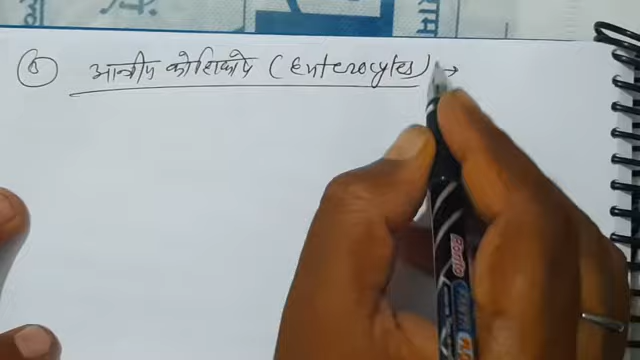 ⑥ आन्त्रीय कोशिकाये (Enterocytes) →